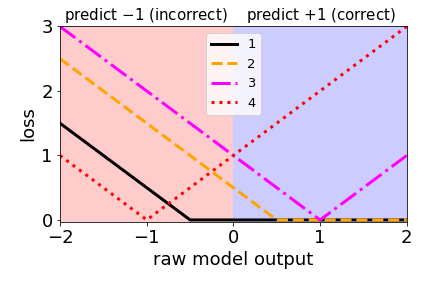 predict −1 (incorrect) predict +1 (correct)
3
2
1
0
loss
1
2
3
4
−2 −1 0 1 2
raw model output